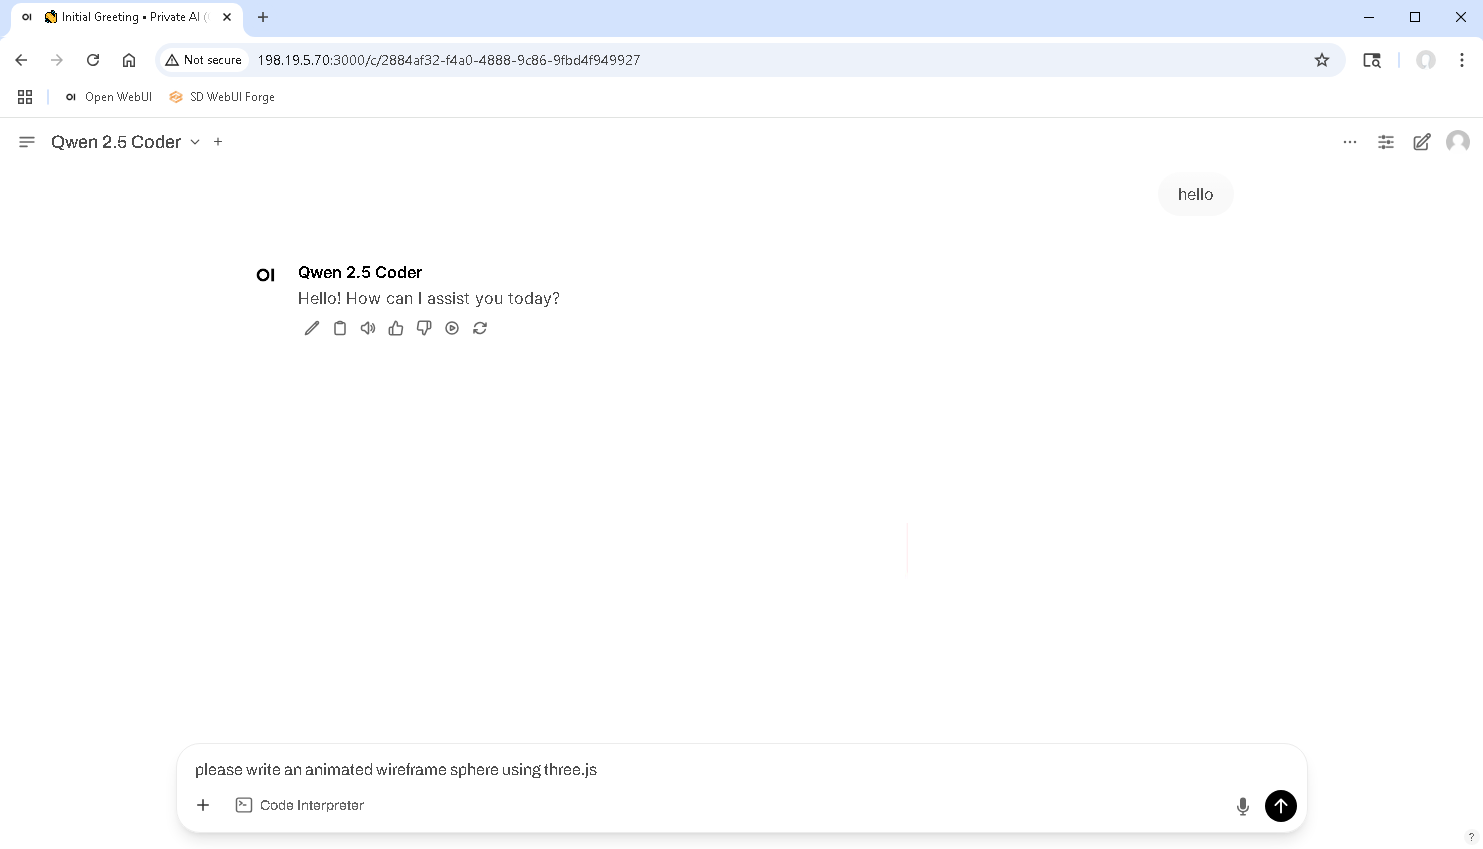 OI Initial Greeting • Private AI (
Not secure 198.19.5.70:3000/c/2884af32-f4a0-4888-9c86-9fbd4f949927
OI Open WebUI SD WebUI Forge
Qwen 2.5 Coder
hello
OI Qwen 2.5 Coder
Hello! How can I assist you today?
please write an animated wireframe sphere using three.js
Code Interpreter
?